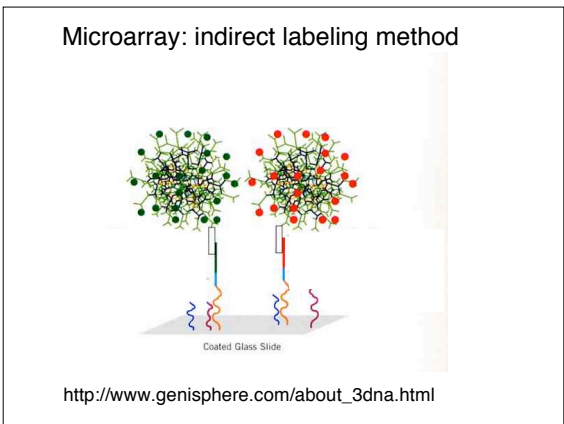 Microarray: indirect labeling method
Coated Glass Slide
http://www.genisphere.com/about_3dna.html